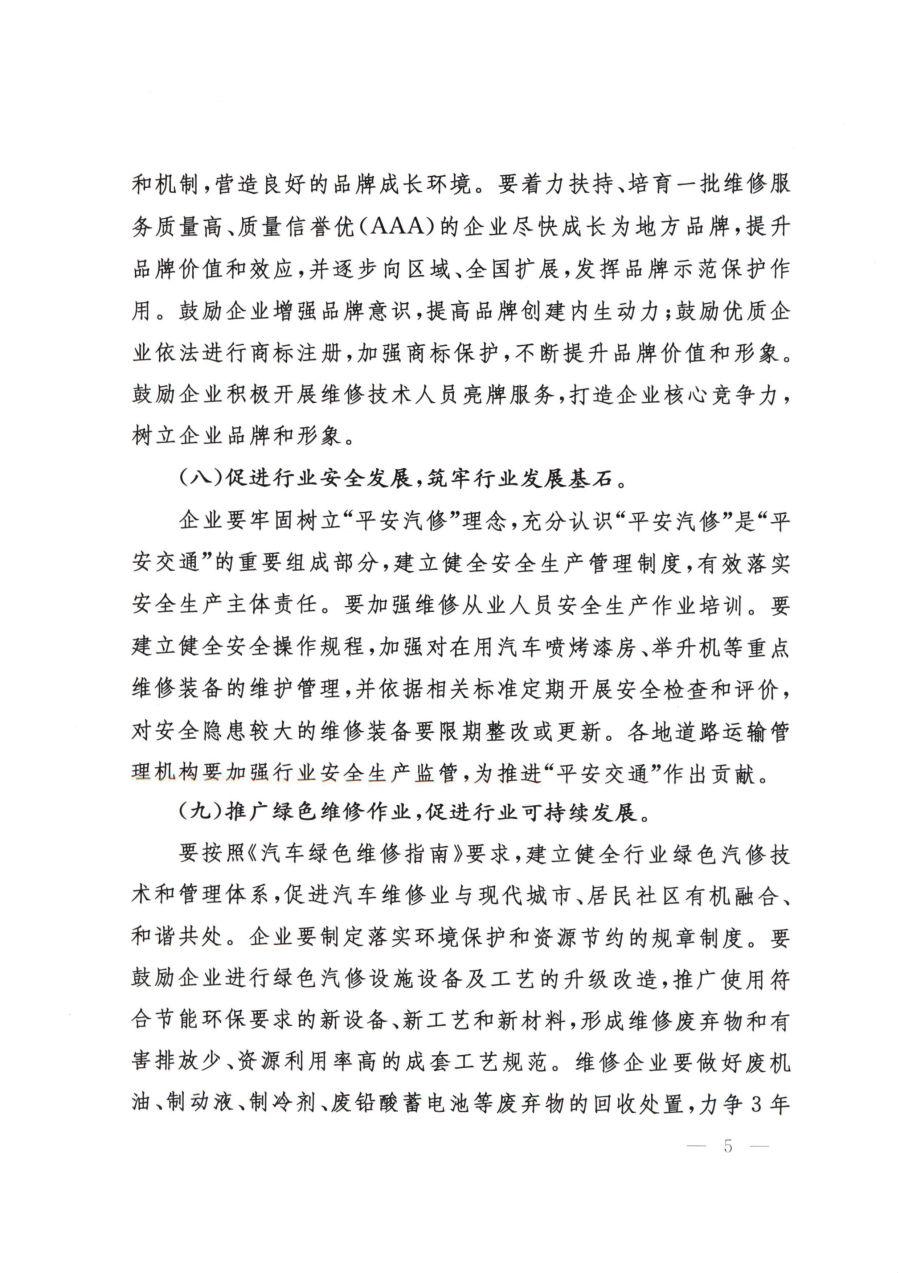 和机制,营造良好的品牌成长环境。要着力扶持、培育一批维修服
务质量高、质量信誉优(AAA)的企业尽快成长为地方品牌,提升
品牌价值和效应,并逐步向区域、全国扩展,发挥品牌示范保护作
用。鼓励企业增强品牌意识,提高品牌创建内生动力;鼓励优质企
业依法进行商标注册,加强商标保护,不断提升品牌价值和形象。
鼓励企业积极开展维修技术人员亮牌服务,打造企业核心竞争力,
树立企业品牌和形象。
(八)促进行业安全发展,筑牢行业发展基石。
企业要牢固树立“平安汽修”理念,充分认识“平安汽修”是“平
安交通”的重要组成部分,建立健全安全生产管理制度,有效落实
安全生产主体责任。要加强维修从业人员安全生产作业培训。要
建立健全安全操作规程,加强对在用汽车喷烤漆房、举升机等重点
维修装备的维护管理,并依据相关标准定期开展安全检查和评价,
对安全隐患较大的维修装备要限期整改或更新。各地道路运输管
理机构要加强行业安全生产监管,为推进“平安交通”作出贡献。
(九)推广绿色维修作业,促进行业可持续发展。
要按照《汽车绿色维修指南》要求,建立健全行业绿色汽修技
术和管理体系,促进汽车维修业与现代城市、居民社区有机融合、
和谐共处。企业要制定落实环境保护和资源节约的规章制度。要
鼓励企业进行绿色汽修设施设备及工艺的升级改造,推广使用符
合节能环保要求的新设备、新工艺和新材料,形成维修废弃物和有
害排放少、资源利用率高的成套工艺规范。维修企业要做好废机
油、制动液、制冷剂、废铅酸蓄电池等废弃物的回收处置,力争3年
— 5 —